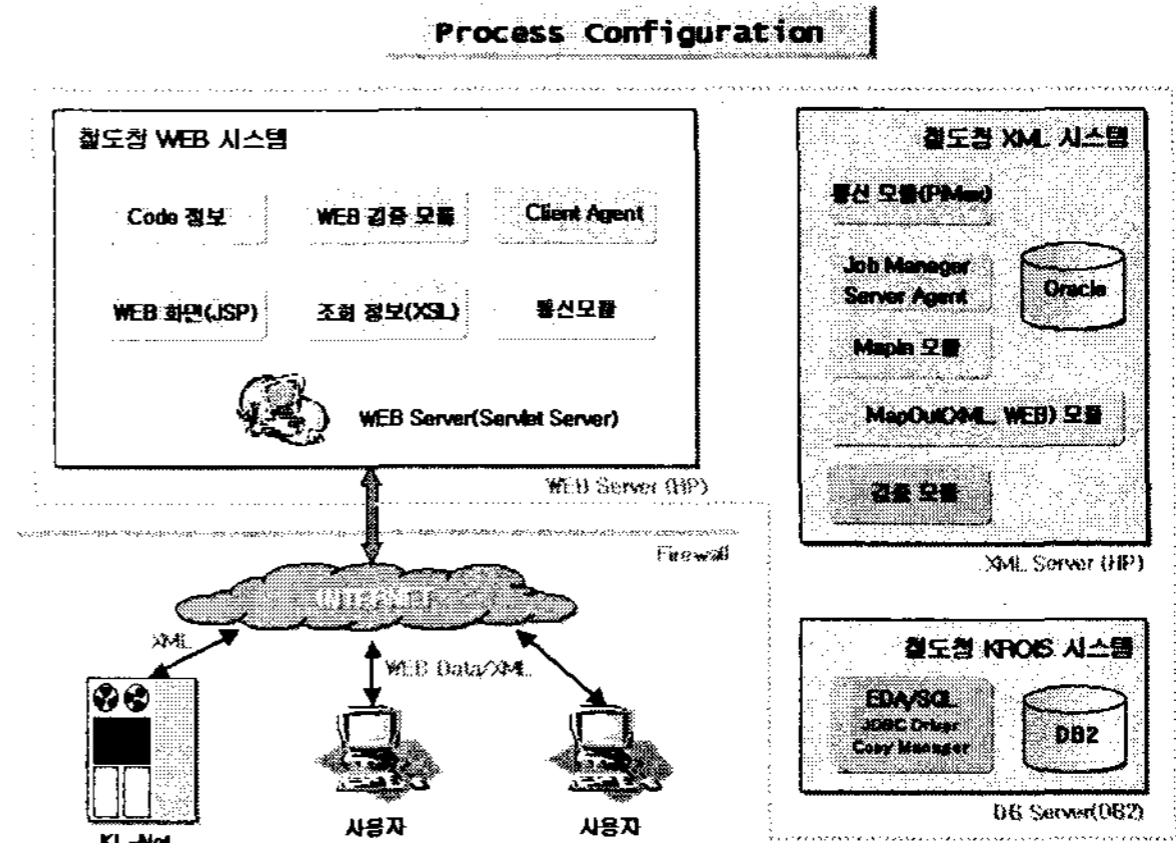 Process Configuration
철도청 WEB 시스템
Code 정보
WEB 검증 모듈
Client Agent
WEB 화면(JSP)
조회 정보(XSL)
통신모듈
WEB Server(Servlet Server)
WEB Server (HP)
철도청 XML 시스템
통신 모듈
Job Manager
Server Agent
Oracle
MapIn 모듈
MapOut(XML, WEB) 모듈
검증 모듈
XML Server (HP)
Firewall
INTERNET
XML
WEB Data/XML
KL-Net
사용자
사용자
철도청 KROIS 시스템
EDA/SQL
JDBC Driver
Copy Manager
DB2
DB Server(DB2)